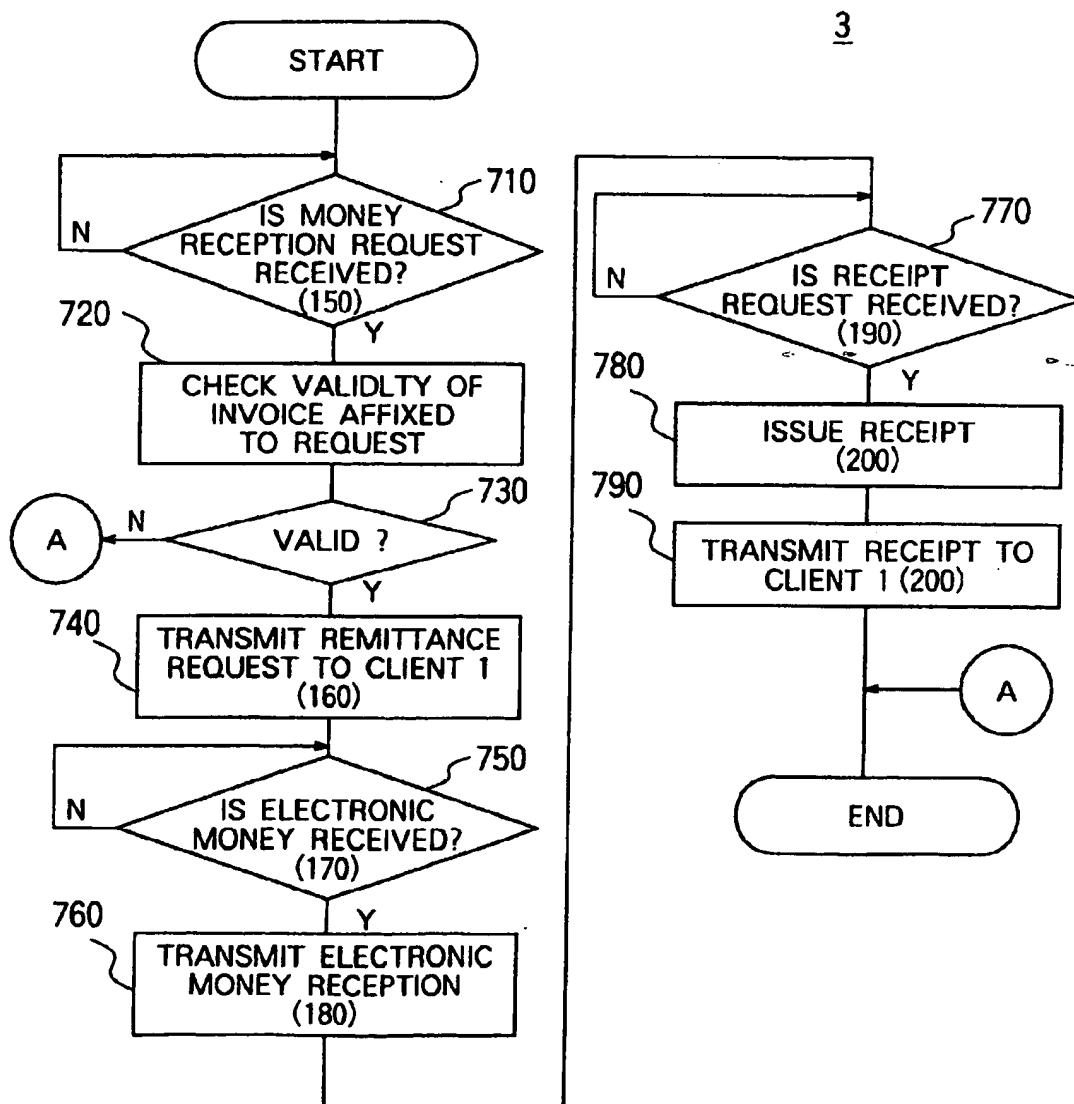 3
START
710
IS MONEY
RECEPTION REQUEST
RECEIVED?
(150)
N
Y
720
CHECK VALIDLTY OF
INVOICE AFFIXED
TO REQUEST
730
VALID ?
N
A
Y
740
TRANSMIT REMITTANCE
REQUEST TO CLIENT 1
(160)
750
IS ELECTRONIC
MONEY RECEIVED?
(170)
N
Y
760
TRANSMIT ELECTRONIC
MONEY RECEPTION
(180)
770
IS RECEIPT
REQUEST RECEIVED?
(190)
N
Y
780
ISSUE RECEIPT
(200)
790
TRANSMIT RECEIPT TO
CLIENT 1 (200)
A
END